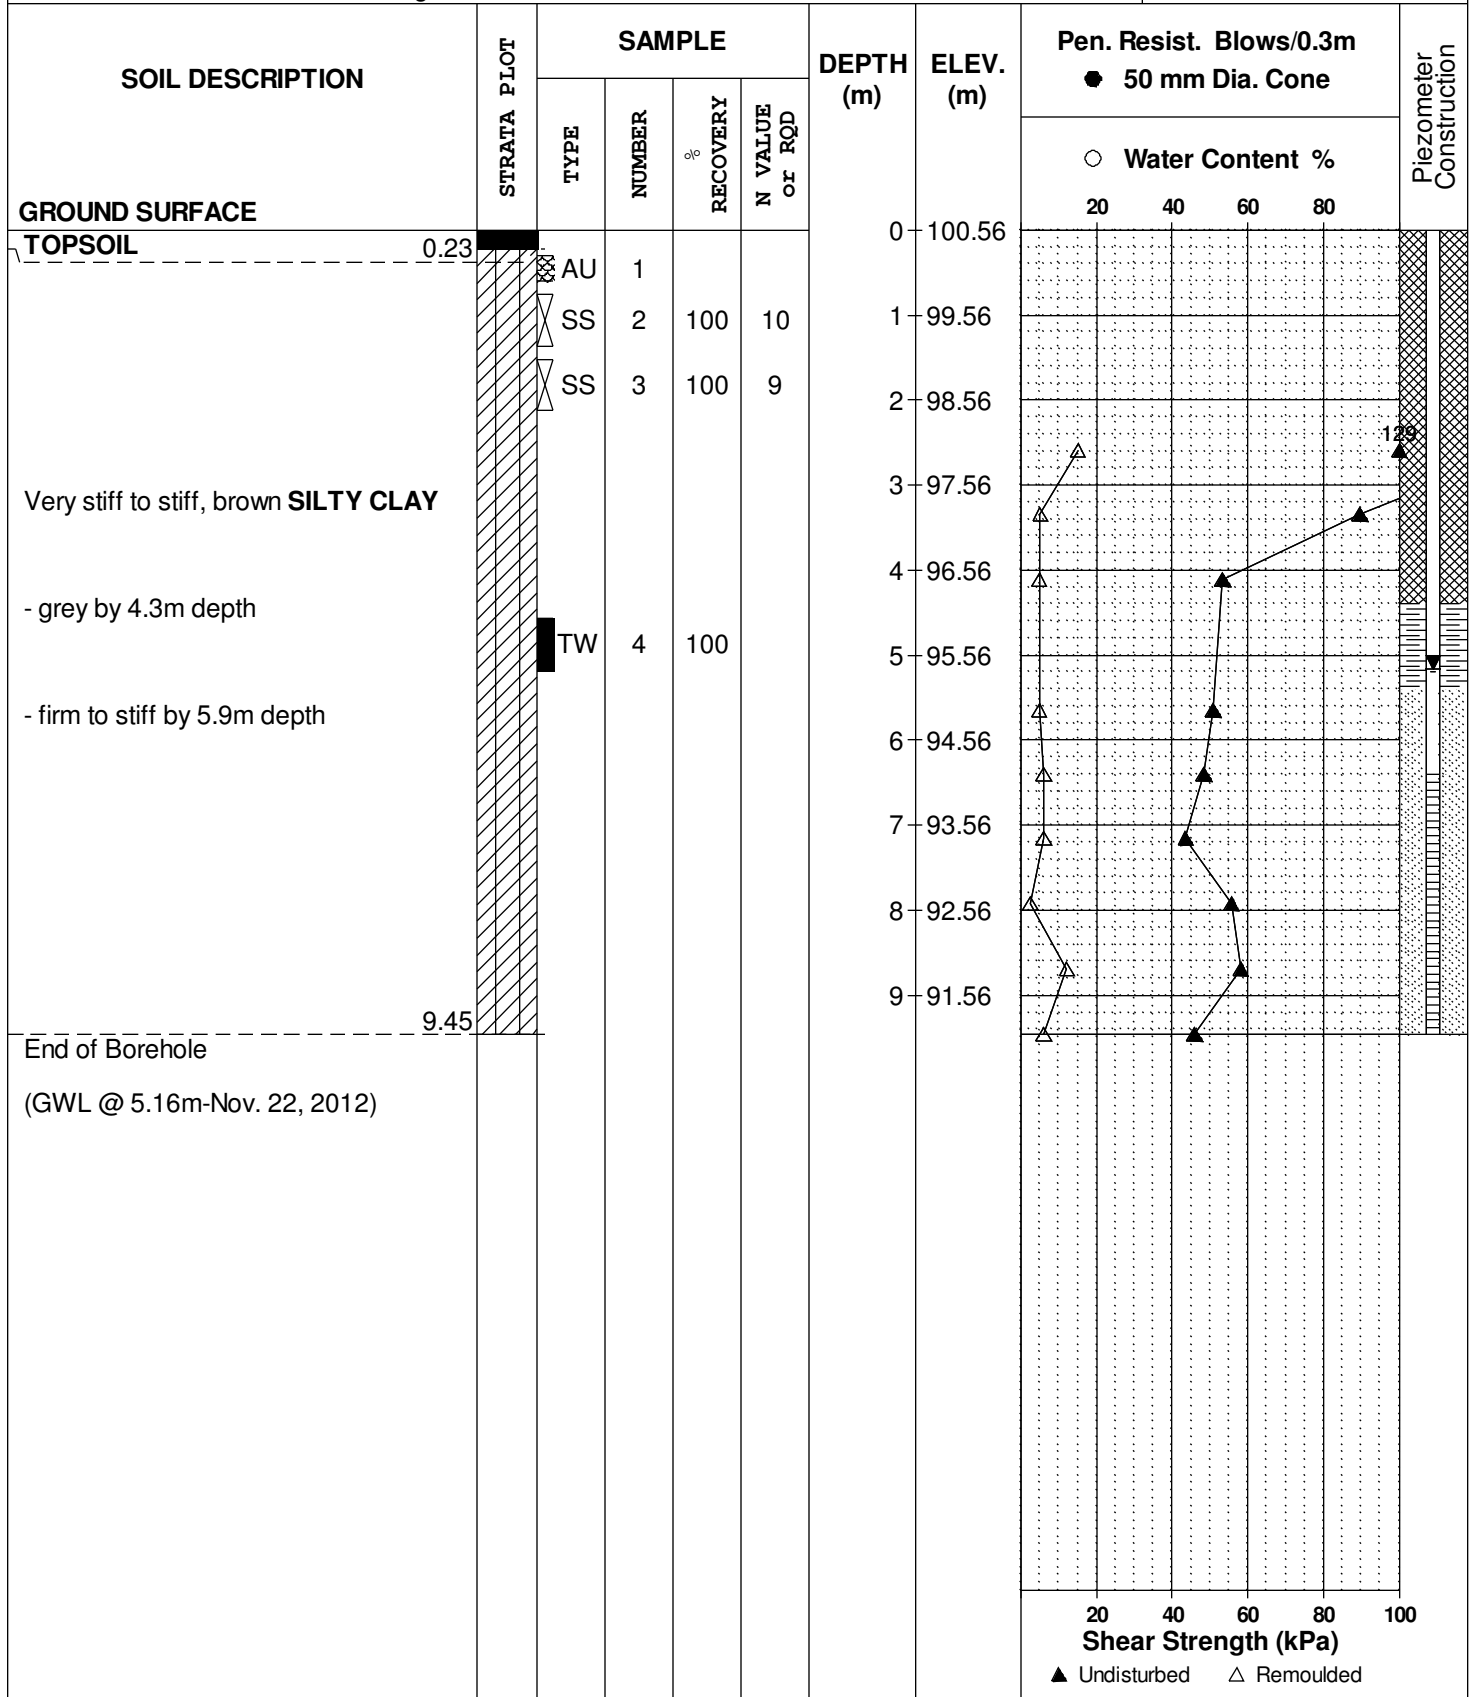 SOIL DESCRIPTION
GROUND SURFACE
STRATA PLOT
SAMPLE
TYPE
NUMBER
% RECOVERY
N VALUE or RQD
DEPTH (m)
ELEV. (m)
Pen. Resist. Blows/0.3m
● 50 mm Dia. Cone
○ Water Content %
20 40 60 80
Piezometer Construction
TOPSOIL 0.23
0 100.56
AU 1
SS 2 100 10
1 99.56
SS 3 100 9
2 98.56
129
3 97.56
Very stiff to stiff, brown SILTY CLAY
4 96.56
- grey by 4.3m depth
TW 4 100
5 95.56
- firm to stiff by 5.9m depth
6 94.56
7 93.56
8 92.56
9 91.56
9.45
End of Borehole
(GWL @ 5.16m-Nov. 22, 2012)
20 40 60 80 100
Shear Strength (kPa)
▲ Undisturbed △ Remoulded